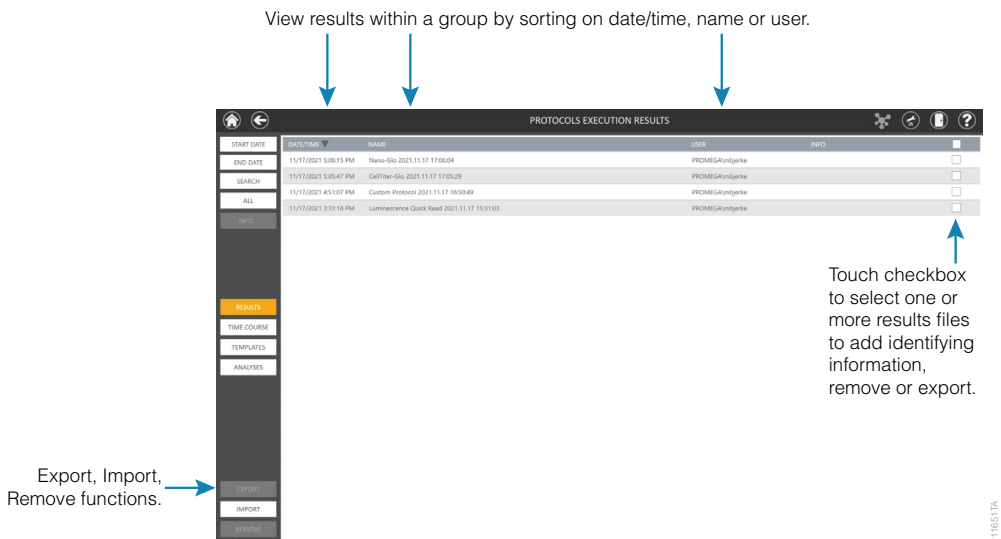 View results within a group by sorting on date/time, name or user.
PROTOCOLS EXECUTION RESULTS
?
START DATE
END DATE
SEARCH
ALL
INFO...
RESULTS
TIME COURSE
TEMPLATES
ANALYSES
EXPORT
IMPORT
REMOVE
DATE/TIME NAME USER INFO
11/17/2021 5:06:15 PM Nano-Glo 2021.11.17 17:06:04 PROMEGA\mbjerke
11/17/2021 5:05:47 PM CellTiter-Glo 2021.11.17 17:05:29 PROMEGA\mbjerke
11/17/2021 4:51:07 PM Custom Protocol 2021.11.17 16:50:49 PROMEGA\mbjerke
11/17/2021 3:31:18 PM Luminescence Quick Read 2021.11.17 15:31:03 PROMEGA\mbjerke
Touch checkbox
to select one or
more results files
to add identifying
information,
remove or export.
Export, Import,
Remove functions.
11651TA